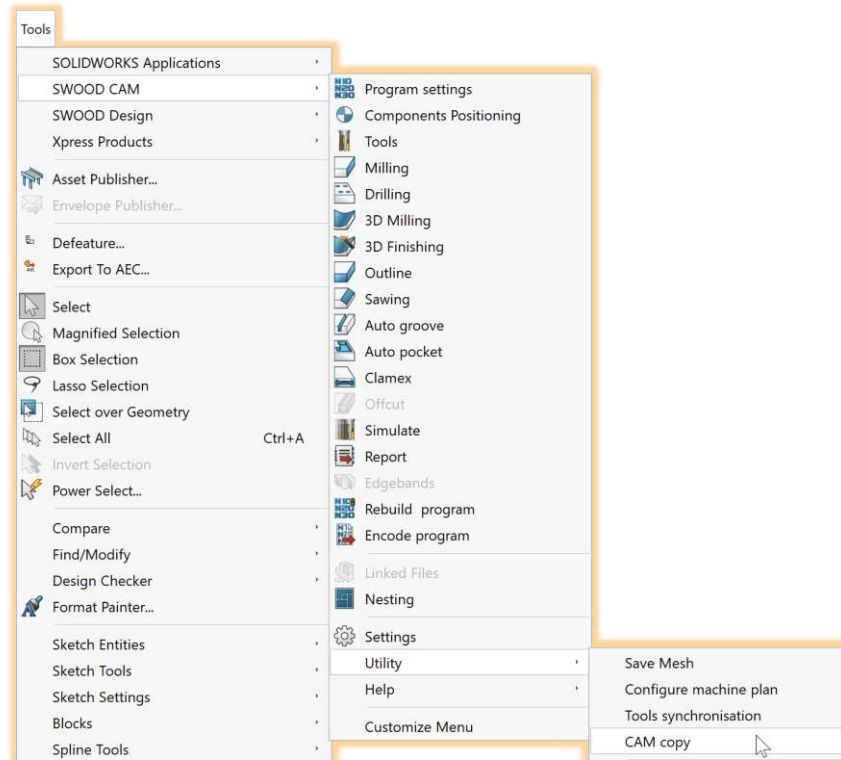 Tools
SOLIDWORKS Applications
SWOOD CAM
SWOOD Design
Xpress Products
Asset Publisher...
Envelope Publisher...
Defeature...
Export To AEC...
Select
Magnified Selection
Box Selection
Lasso Selection
Select over Geometry
Select All Ctrl+A
Invert Selection
Power Select...
Compare
Find/Modify
Design Checker
Format Painter...
Sketch Entities
Sketch Tools
Sketch Settings
Blocks
Spline Tools
Program settings
Components Positioning
Tools
Milling
Drilling
3D Milling
3D Finishing
Outline
Sawing
Auto groove
Auto pocket
Clamex
Offcut
Simulate
Report
Edgebands
Rebuild program
Encode program
Linked Files
Nesting
Settings
Utility
Help
Customize Menu
Save Mesh
Configure machine plan
Tools synchronisation
CAM copy